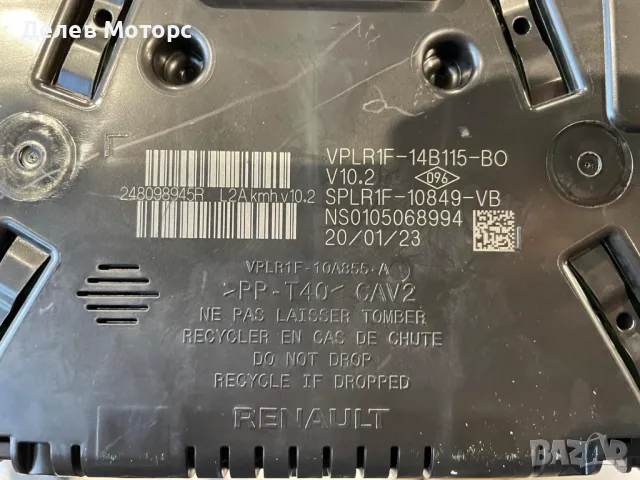 Делев Моторс
VPLR1F-14B115-BO
V10.2 096
248098945R L2A kmh v10.2
SPLR1F-10849-VB
NS0105068994
20/01/23
VPLR1F-10A855-A
>PP-T40< CAV2
NE PAS LAISSER TOMBER
RECYCLER EN CAS DE CHUTE
DO NOT DROP
RECYCLE IF DROPPED
RENAULT
BAZAR